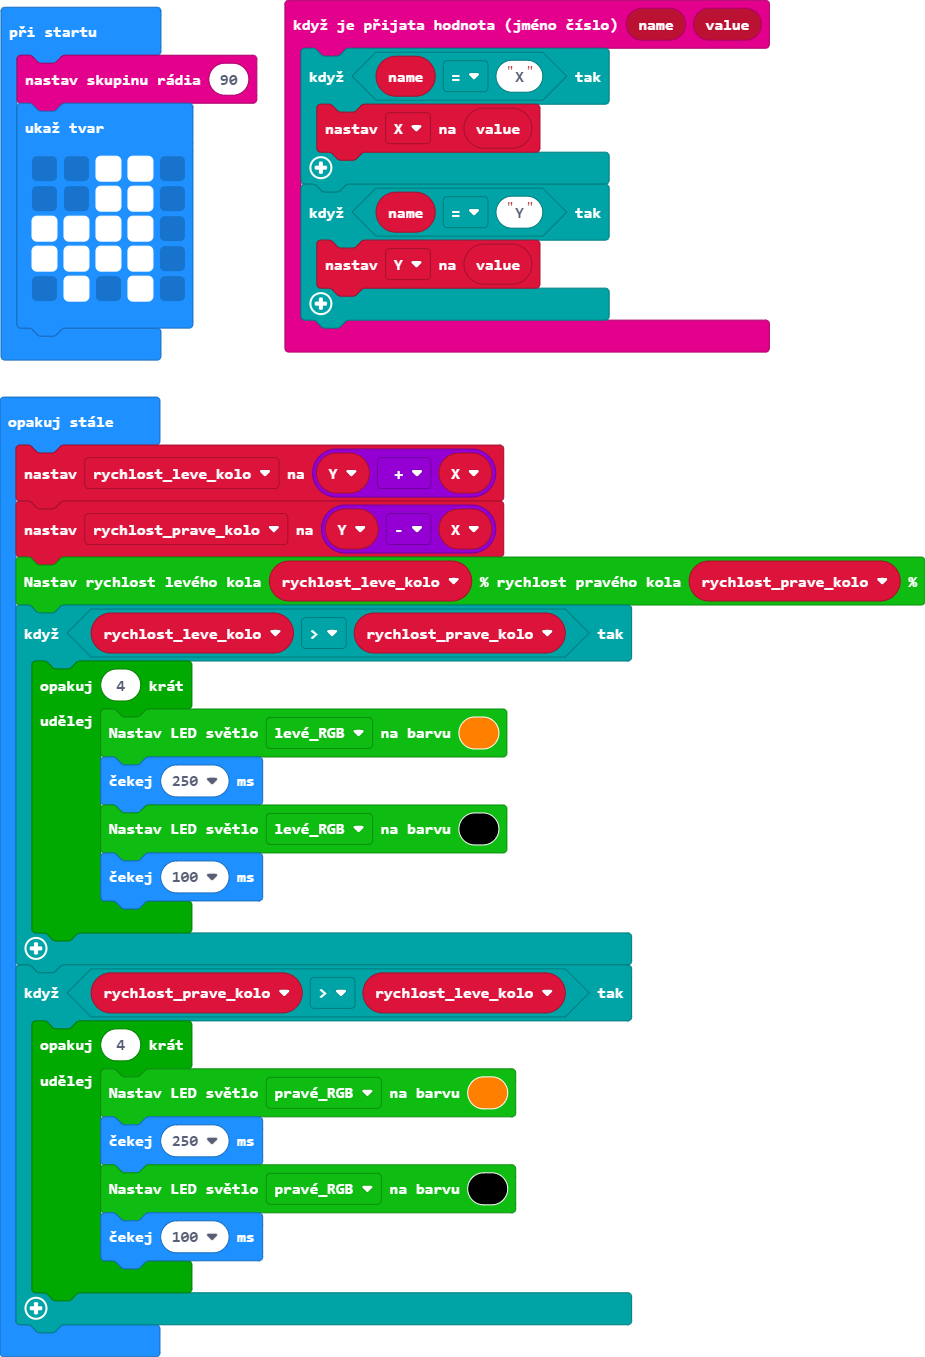 při startu
nastav skupinu rádia 90
ukaž tvar
když je přijata hodnota (jméno číslo) name value
když name = "X" tak
nastav X na value
když name = "Y" tak
nastav Y na value
opakuj stále
nastav rychlost_leve_kolo na Y + X
nastav rychlost_prave_kolo na Y - X
Nastav rychlost levého kola rychlost_leve_kolo % rychlost pravého kola rychlost_prave_kolo %
když rychlost_leve_kolo > rychlost_prave_kolo tak
opakuj 4 krát
udělej
Nastav LED světlo levé_RGB na barvu
čekej 250 ms
Nastav LED světlo levé_RGB na barvu
čekej 100 ms
když rychlost_prave_kolo > rychlost_leve_kolo tak
opakuj 4 krát
udělej
Nastav LED světlo pravé_RGB na barvu
čekej 250 ms
Nastav LED světlo pravé_RGB na barvu
čekej 100 ms